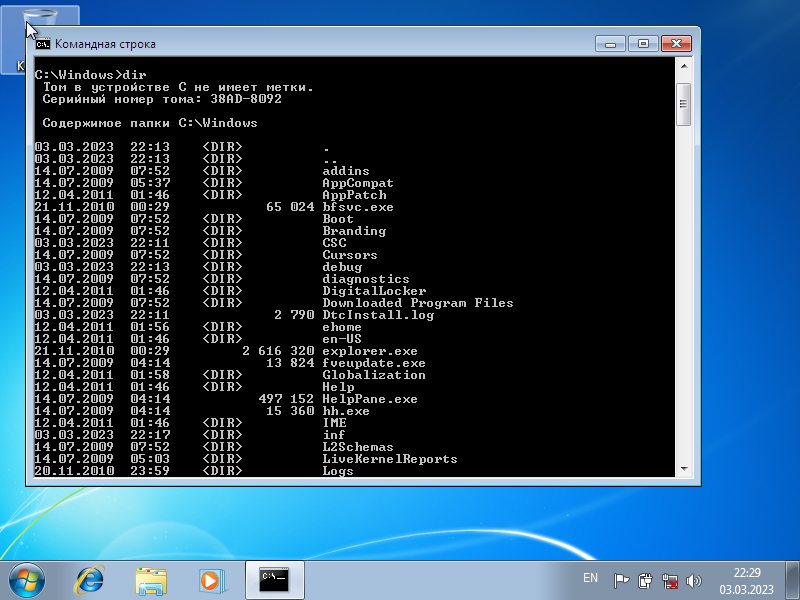 Командная строка
C:\Windows>dir
Том в устройстве C не имеет метки.
Серийный номер тома: 38AD-8092
Содержимое папки C:\Windows
03.03.2023 22:13 <DIR> .
03.03.2023 22:13 <DIR> ..
14.07.2009 07:52 <DIR> addins
14.07.2009 05:37 <DIR> AppCompat
12.04.2011 01:46 <DIR> AppPatch
21.11.2010 00:29 65 024 bfsvc.exe
14.07.2009 07:52 <DIR> Boot
14.07.2009 07:52 <DIR> Branding
03.03.2023 22:11 <DIR> CSC
14.07.2009 07:52 <DIR> Cursors
03.03.2023 22:13 <DIR> debug
14.07.2009 07:52 <DIR> diagnostics
12.04.2011 01:46 <DIR> DigitalLocker
14.07.2009 07:52 <DIR> Downloaded Program Files
03.03.2023 22:11 2 790 DtcInstall.log
12.04.2011 01:56 <DIR> ehome
12.04.2011 01:46 <DIR> en-US
21.11.2010 00:29 2 616 320 explorer.exe
14.07.2009 04:14 13 824 fveupdate.exe
12.04.2011 01:58 <DIR> Globalization
12.04.2011 01:46 <DIR> Help
14.07.2009 04:14 497 152 HelpPane.exe
14.07.2009 04:14 15 360 hh.exe
12.04.2011 01:46 <DIR> IME
03.03.2023 22:17 <DIR> inf
14.07.2009 07:52 <DIR> L2Schemas
14.07.2009 05:03 <DIR> LiveKernelReports
20.11.2010 23:59 <DIR> Logs
EN
22:29
03.03.2023